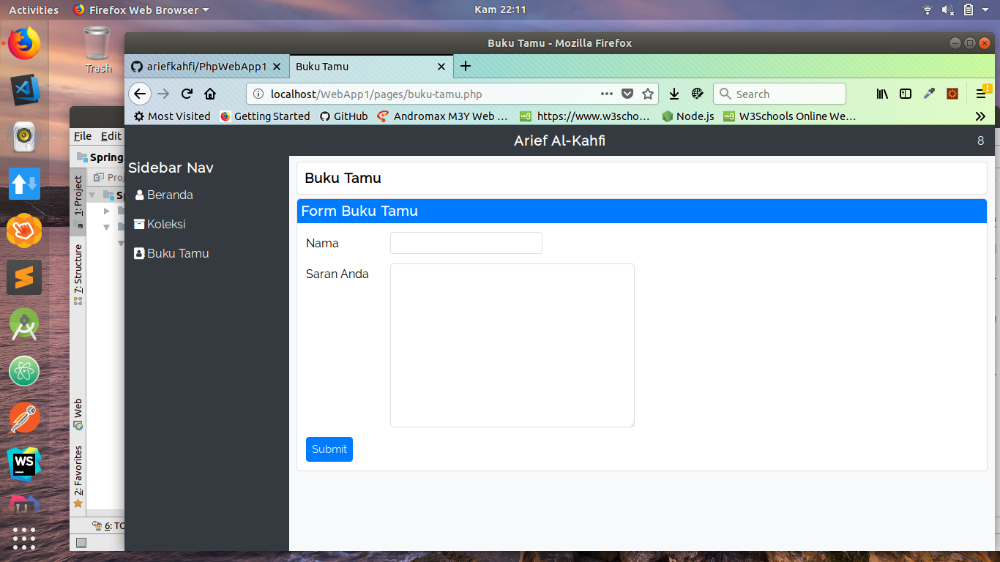 Activities Firefox Web Browser Kam 22:11
Trash
Buku Tamu - Mozilla Firefox
ariefkahfi/PhpWebApp1 Buku Tamu
localhost/WebApp1/pages/buku-tamu.php Search
Most Visited Getting Started GitHub Andromax M3Y Web ... https://www.w3scho... Node.js W3Schools Online We...
File Edit
Spring
Proj
Sp
1: Project
7: Structure
Web
2: Favorites
6: TO
WS
Arief Al-Kahfi 8
Sidebar Nav
Beranda
Koleksi
Buku Tamu
Buku Tamu
Form Buku Tamu
Nama
Saran Anda
Submit